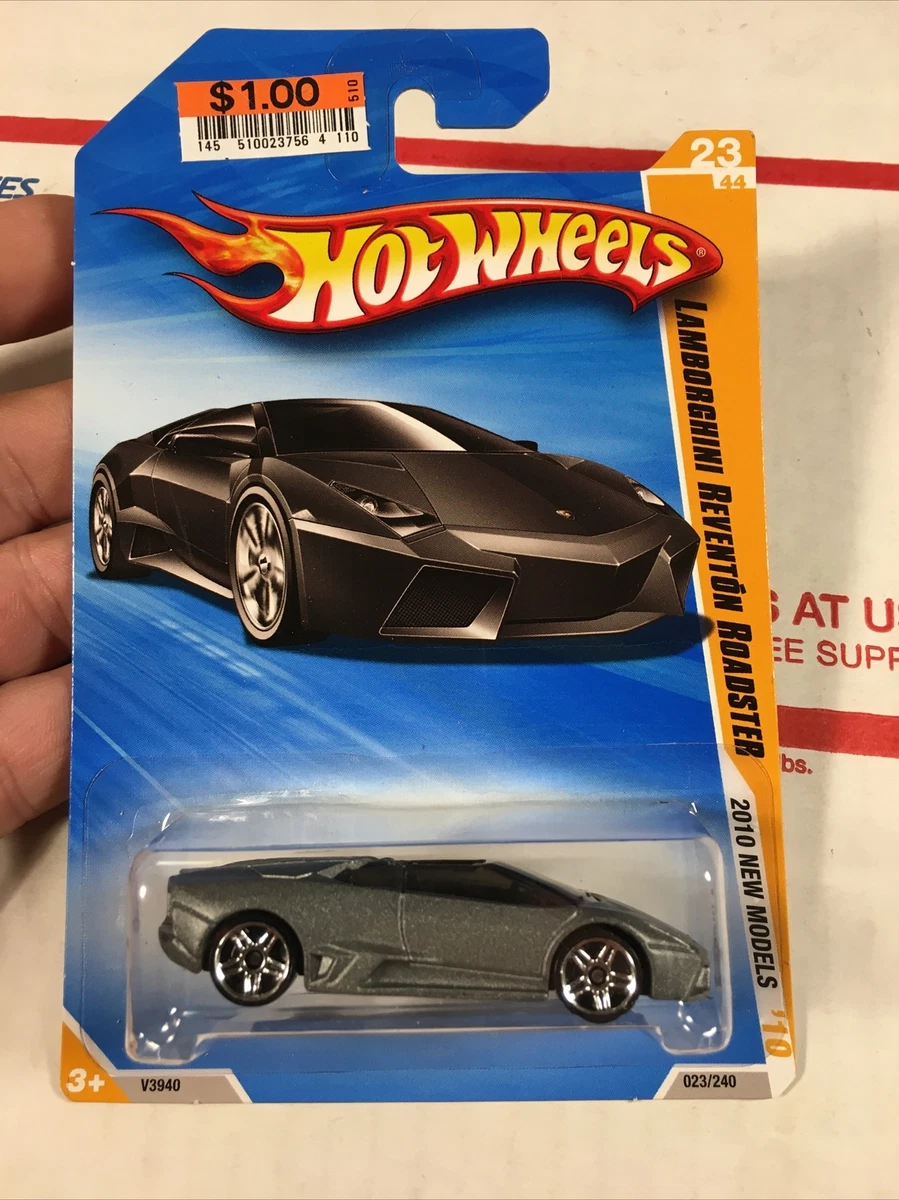 $1.00
510
145 510023756 4 110
23
44
HOT WHEELS®
LAMBORGHINI REVENTÓN ROADSTER
2010 NEW MODELS
'10
3+
V3940
023/240
ES
AT US
EE SUPP
bs.